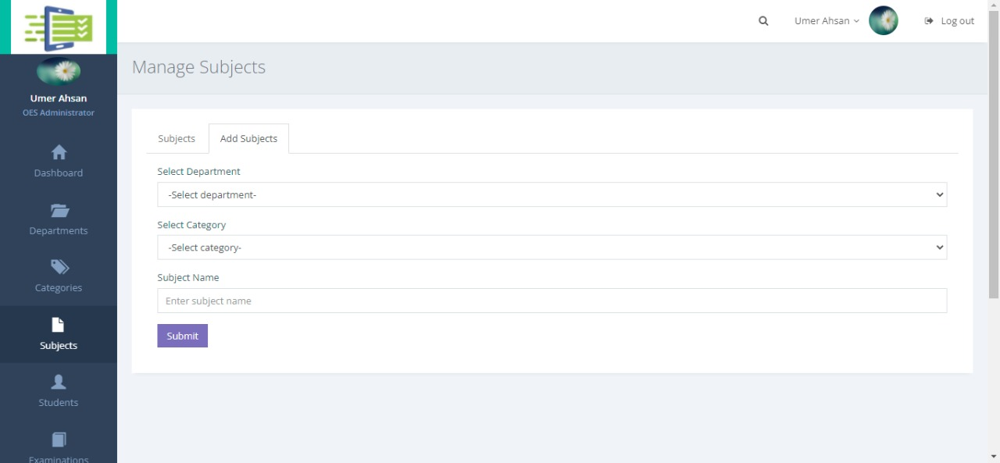 Umer Ahsan
Log out
Umer Ahsan
OES Administrator
Dashboard
Departments
Categories
Subjects
Students
Examinations
Manage Subjects
Subjects
Add Subjects
Select Department
-Select department-
Select Category
-Select category-
Subject Name
Enter subject name
Submit